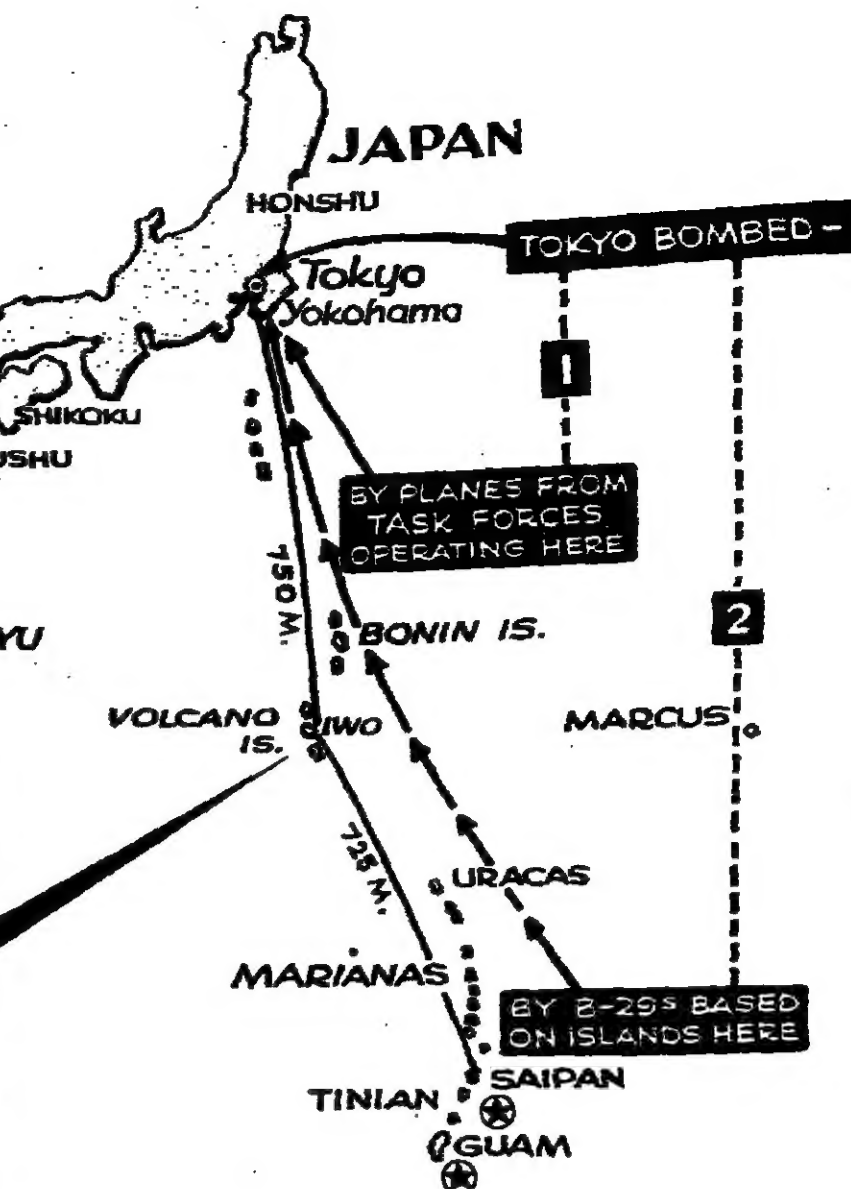 JAPAN
HONSHU
TOKYO BOMBED -
Tokyo
Yokohama
1
SHIKOKU
USHU
BY PLANES FROM
TASK FORCES
OPERATING HERE
750 M.
2
YU
BONIN IS.
VOLCANO
IS.
IWO
MARCUS
725 M.
URACAS
MARIANAS
BY B-29S BASED
ON ISLANDS HERE
SAIPAN
TINIAN
GUAM